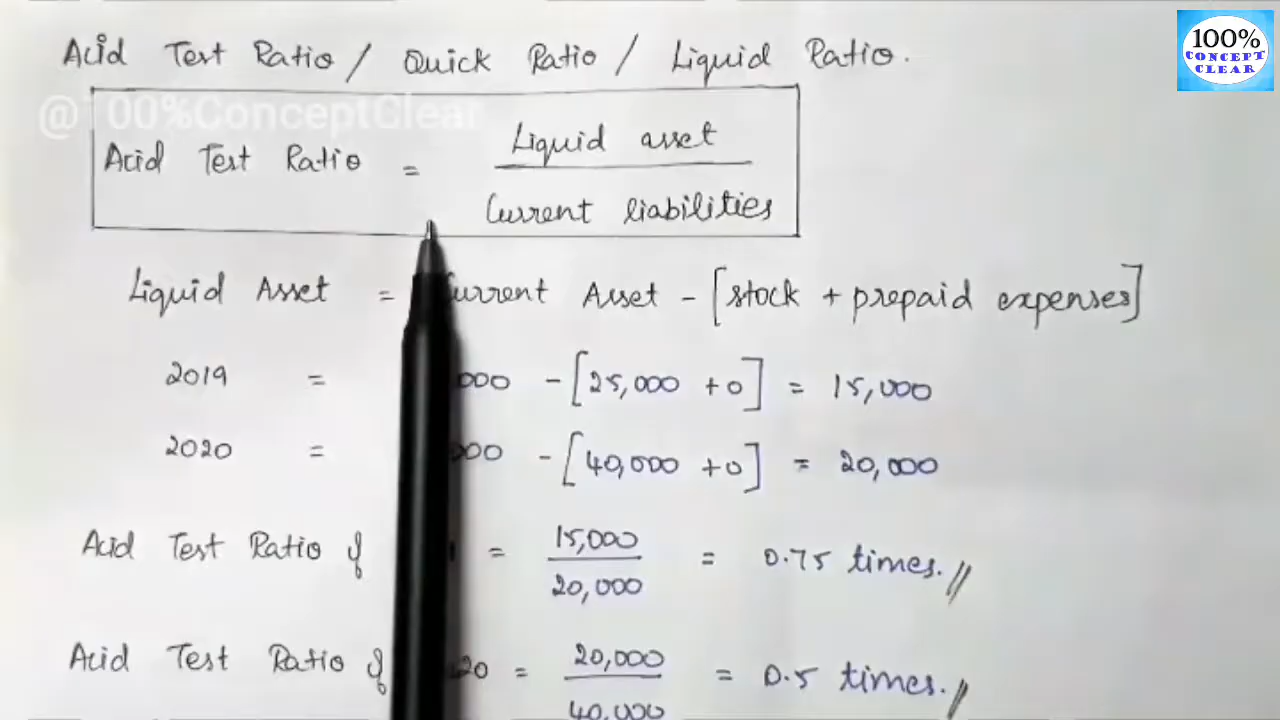 Acid Test Ratio / Quick Ratio / Liquid Ratio.
100%
CONCEPT
CLEAR
@100%ConceptClear
Acid Test Ratio = Liquid asset
Current liabilities
Liquid Asset = Current Asset - [stock + prepaid expenses]
2019 = 000 - [25,000 + 0] = 15,000
2020 = 000 - [40,000 + 0] = 20,000
Acid Test Ratio of = 15,000 = 0.75 times.//
20,000
Acid Test Ratio of 20 = 20,000 = 0.5 times.//
40,000